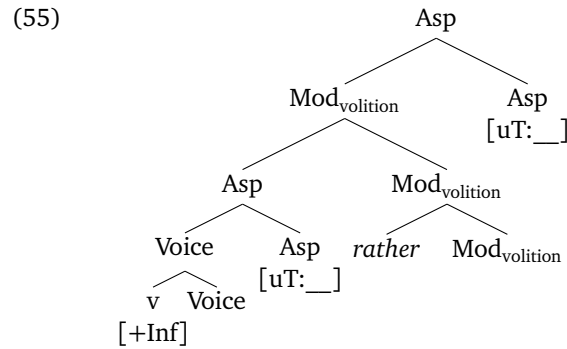 (55)
Asp
Mod_volition Asp
[uT:__]
Asp Mod_volition
Voice Asp rather Mod_volition
[uT:__]
v Voice
[+Inf]